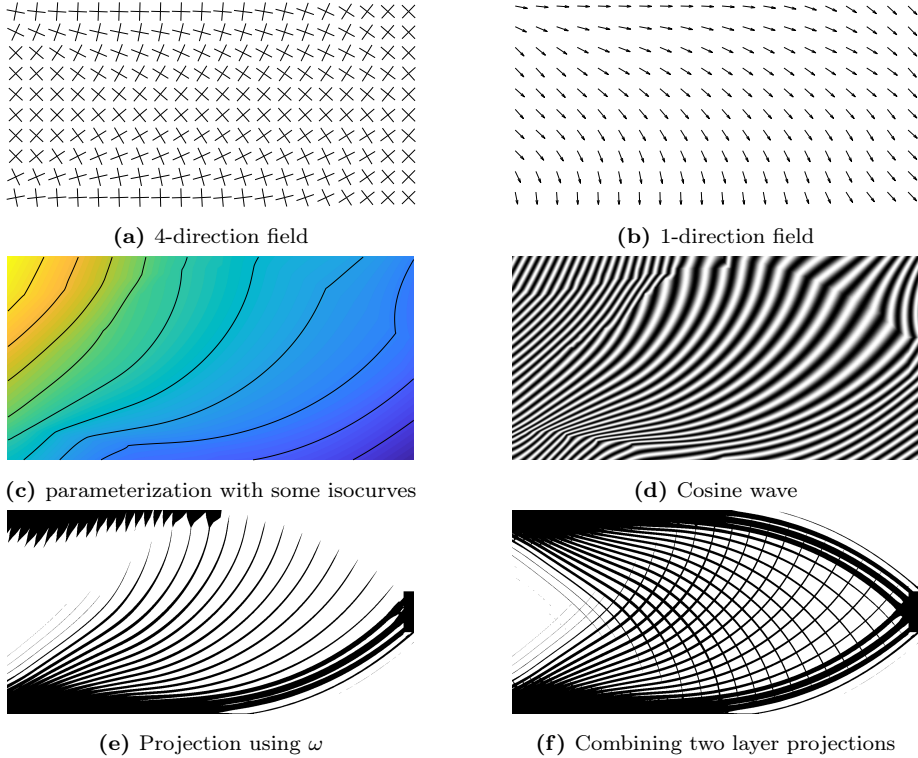 (a) 4-direction field
(b) 1-direction field
(c) parameterization with some isocurves
(d) Cosine wave
(e) Projection using ω
(f) Combining two layer projections